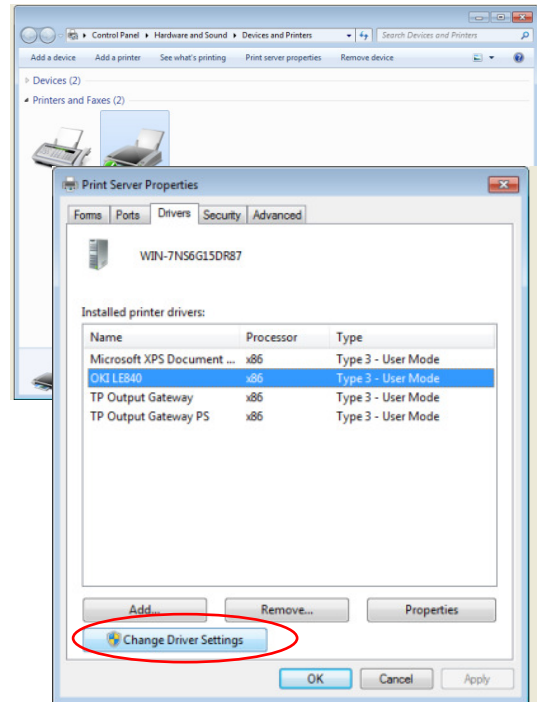 Control Panel ▸ Hardware and Sound ▸ Devices and Printers Search Devices and Printers
Add a device Add a printer See what's printing Print server properties Remove device
Devices (2)
Printers and Faxes (2)
Print Server Properties
Forms Ports Drivers Security Advanced
WIN-7NS6G15DR87
Installed printer drivers:
Name Processor Type
Microsoft XPS Document ... x86 Type 3 - User Mode
OKI LE840 x86 Type 3 - User Mode
TP Output Gateway x86 Type 3 - User Mode
TP Output Gateway PS x86 Type 3 - User Mode
Add... Remove... Properties
Change Driver Settings
OK Cancel Apply